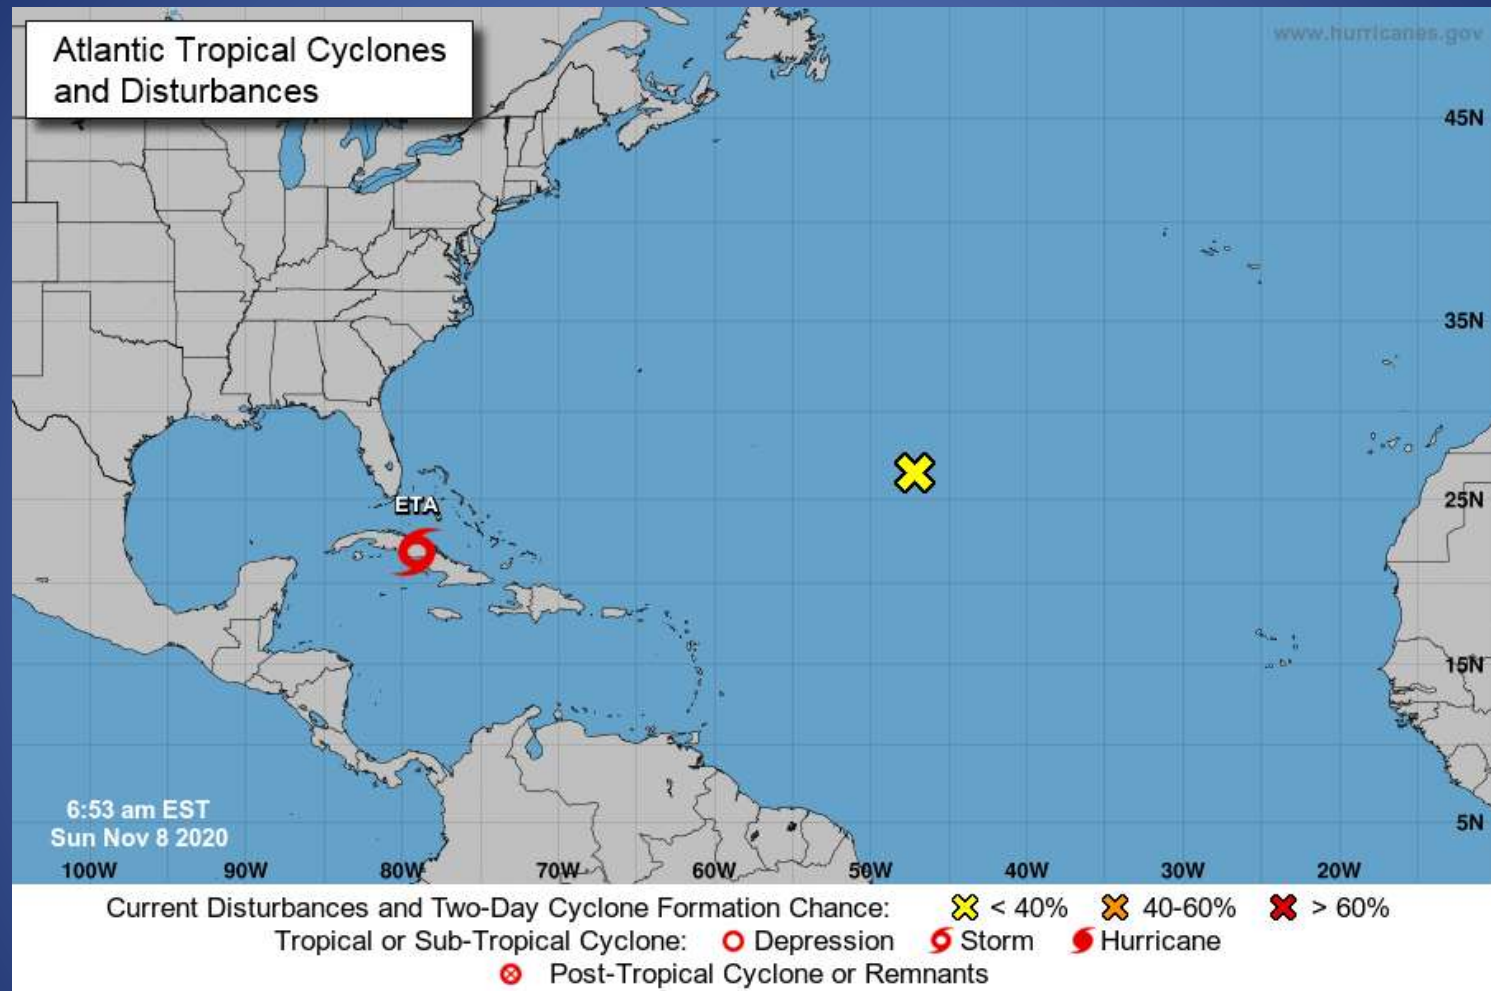 Atlantic Tropical Cyclones
and Disturbances
www.hurricanes.gov
45N
35N
ETA
25N
15N
6:53 am EST
Sun Nov 8 2020
5N
100W 90W 80W 70W 60W 50W 40W 30W 20W
Current Disturbances and Two-Day Cyclone Formation Chance: < 40% 40-60% > 60%
Tropical or Sub-Tropical Cyclone: Depression Storm Hurricane
Post-Tropical Cyclone or Remnants